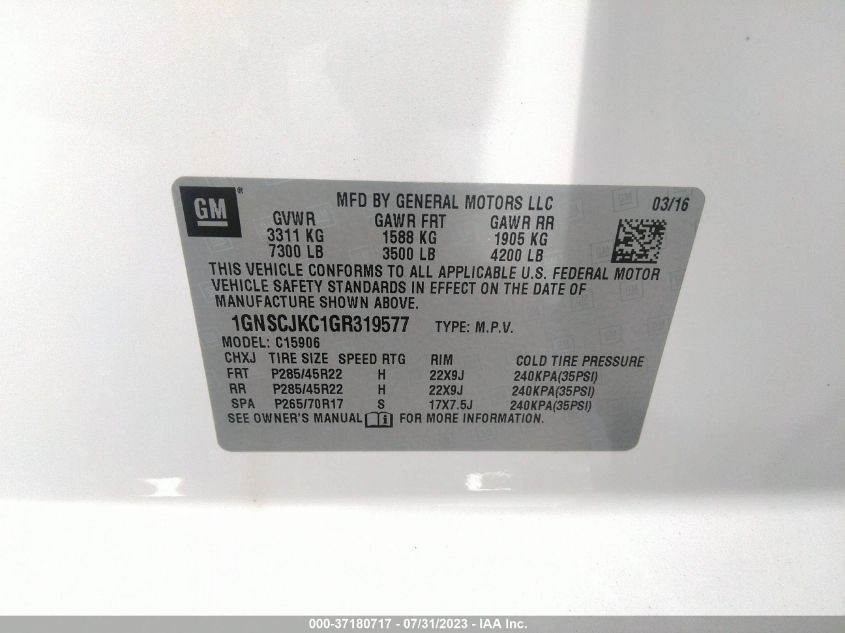 GM ®
MFD BY GENERAL MOTORS LLC 03/16
GVWR GAWR FRT GAWR RR
3311 KG 1588 KG 1905 KG
7300 LB 3500 LB 4200 LB
THIS VEHICLE CONFORMS TO ALL APPLICABLE U.S. FEDERAL MOTOR
VEHICLE SAFETY STANDARDS IN EFFECT ON THE DATE OF
MANUFACTURE SHOWN ABOVE.
1GNSCJKC1GR319577 TYPE: M.P.V.
MODEL: C15906
CHXJ TIRE SIZE SPEED RTG RIM COLD TIRE PRESSURE
FRT P285/45R22 H 22X9J 240KPA(35PSI)
RR P285/45R22 H 22X9J 240KPA(35PSI)
SPA P265/70R17 S 17X7.5J 240KPA(35PSI)
SEE OWNER'S MANUAL i FOR MORE INFORMATION.
000-37180717 - 07/31/2023 - IAA Inc.